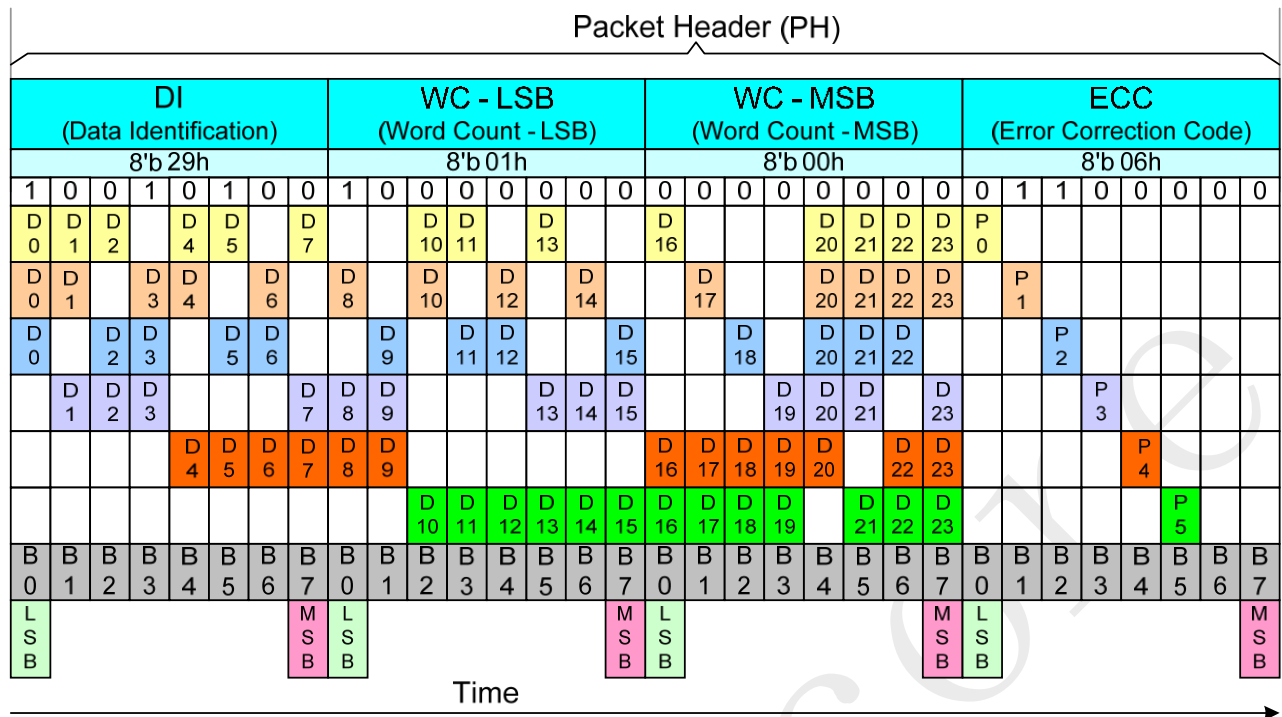 Packet Header (PH)
DI WC - LSB WC - MSB ECC
(Data Identification) (Word Count - LSB) (Word Count - MSB) (Error Correction Code)
8'b 29h 8'b 01h 8'b 00h 8'b 06h
1 0 0 1 0 1 0 0 1 0 0 0 0 0 0 0 0 0 0 0 0 0 0 0 0 1 1 0 0 0 0 0
D0 D1 D2 D4 D5 D7 D10 D11 D13 D16 D20 D21 D22 D23 P0
D0 D1 D3 D4 D6 D8 D10 D12 D14 D17 D20 D21 D22 D23 P1
D0 D2 D3 D5 D6 D9 D11 D12 D15 D18 D20 D21 D22 P2
D1 D2 D3 D7 D8 D9 D13 D14 D15 D19 D20 D21 D23 P3
D4 D5 D6 D7 D8 D9 D16 D17 D18 D19 D20 D22 D23 P4
D10 D11 D12 D13 D14 D15 D16 D17 D18 D19 D21 D22 D23 P5
B0 B1 B2 B3 B4 B5 B6 B7 B0 B1 B2 B3 B4 B5 B6 B7 B0 B1 B2 B3 B4 B5 B6 B7 B0 B1 B2 B3 B4 B5 B6 B7
LSB MSB LSB MSB LSB MSB LSB MSB
Time